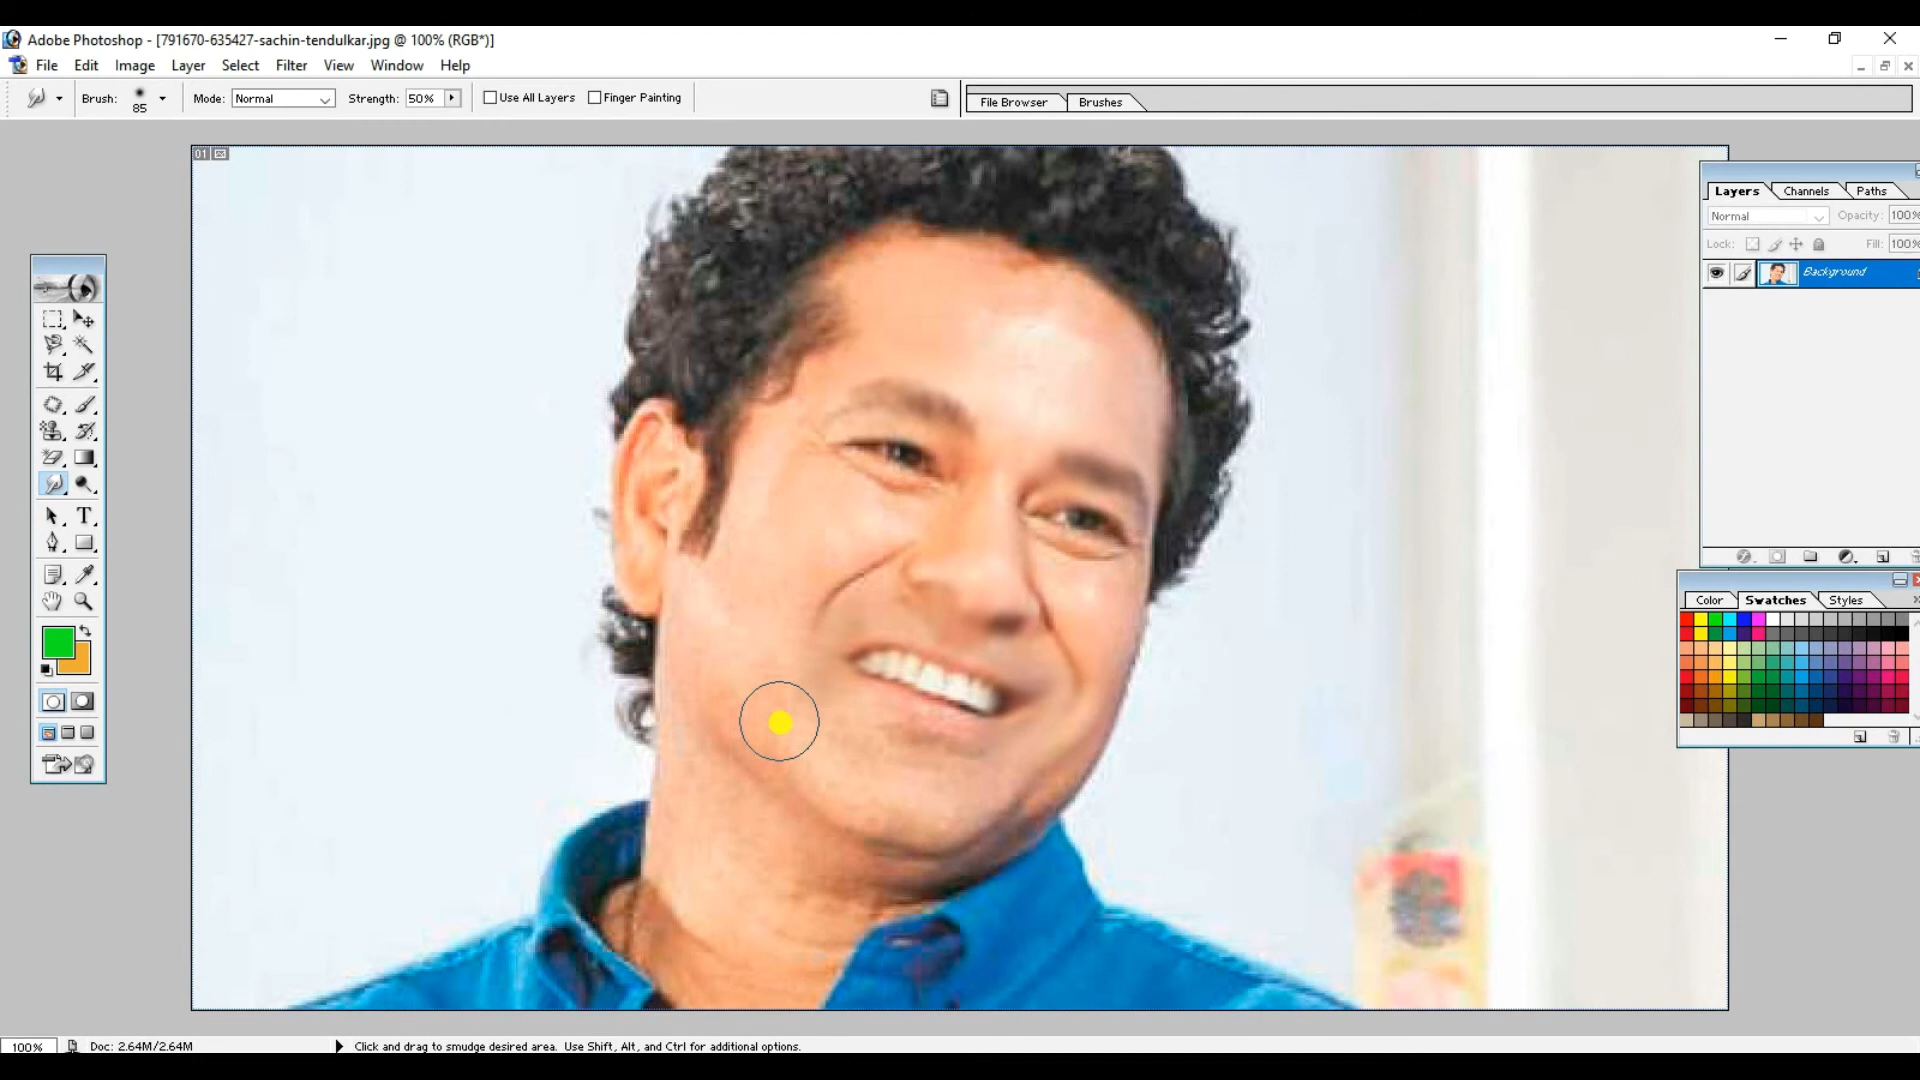 Adobe Photoshop - [791670-635427-sachin-tendulkar.jpg @ 100% (RGB*)]
File Edit Image Layer Select Filter View Window Help
Brush: 85 Mode: Normal Strength: 50% Use All Layers Finger Painting File Browser Brushes
01
Layers Channels Paths
Normal Opacity: 100%
Lock: Fill: 100%
Background
T
Color Swatches Styles
100% Doc: 2.64M/2.64M Click and drag to smudge desired area. Use Shift, Alt, and Ctrl for additional options.